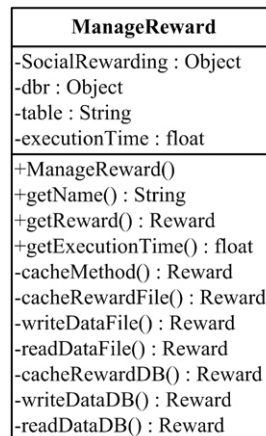 ManageReward
-SocialRewarding : Object
-dbr : Object
-table : String
-executionTime : float
+ManageReward()
+getName() : String
+getReward() : Reward
+getExecutionTime() : float
-cacheMethod() : Reward
-cacheRewardFile() : Reward
-writeDataFile() : Reward
-readDataFile() : Reward
-cacheRewardDB() : Reward
-writeDataDB() : Reward
-readDataDB() : Reward